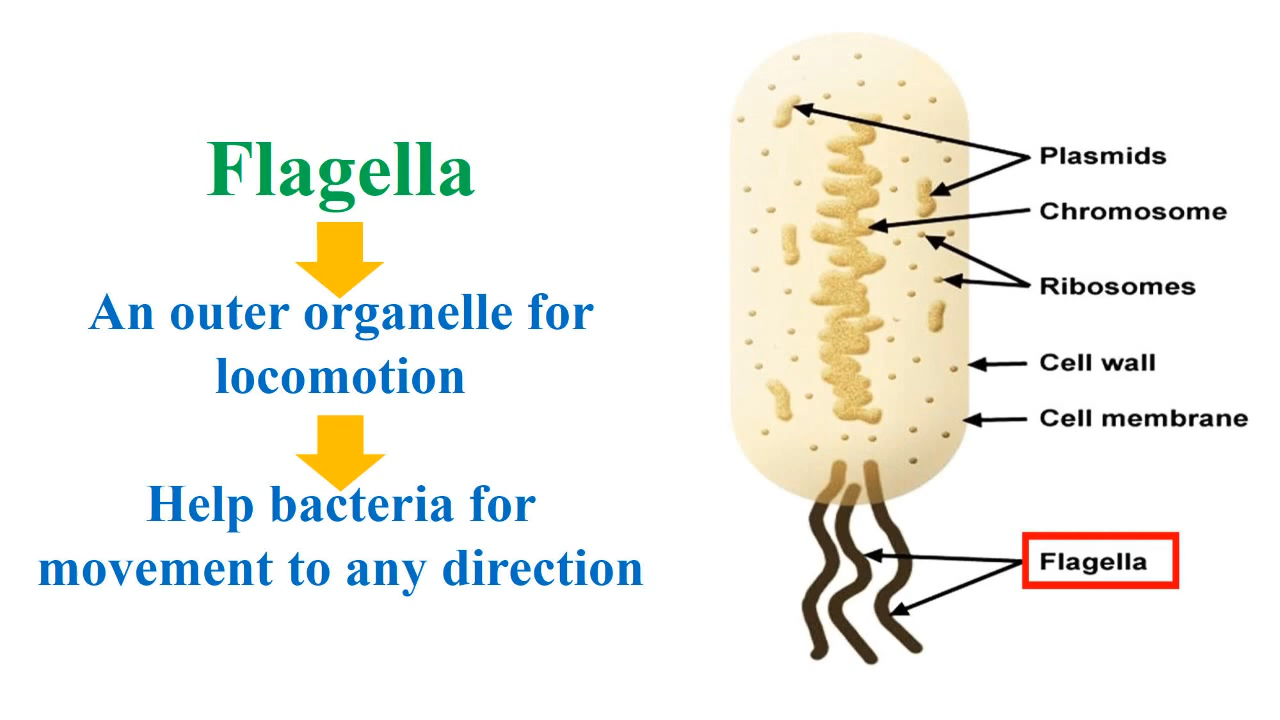 Flagella
An outer organelle for
locomotion
Help bacteria for
movement to any direction
Plasmids
Chromosome
Ribosomes
Cell wall
Cell membrane
Flagella